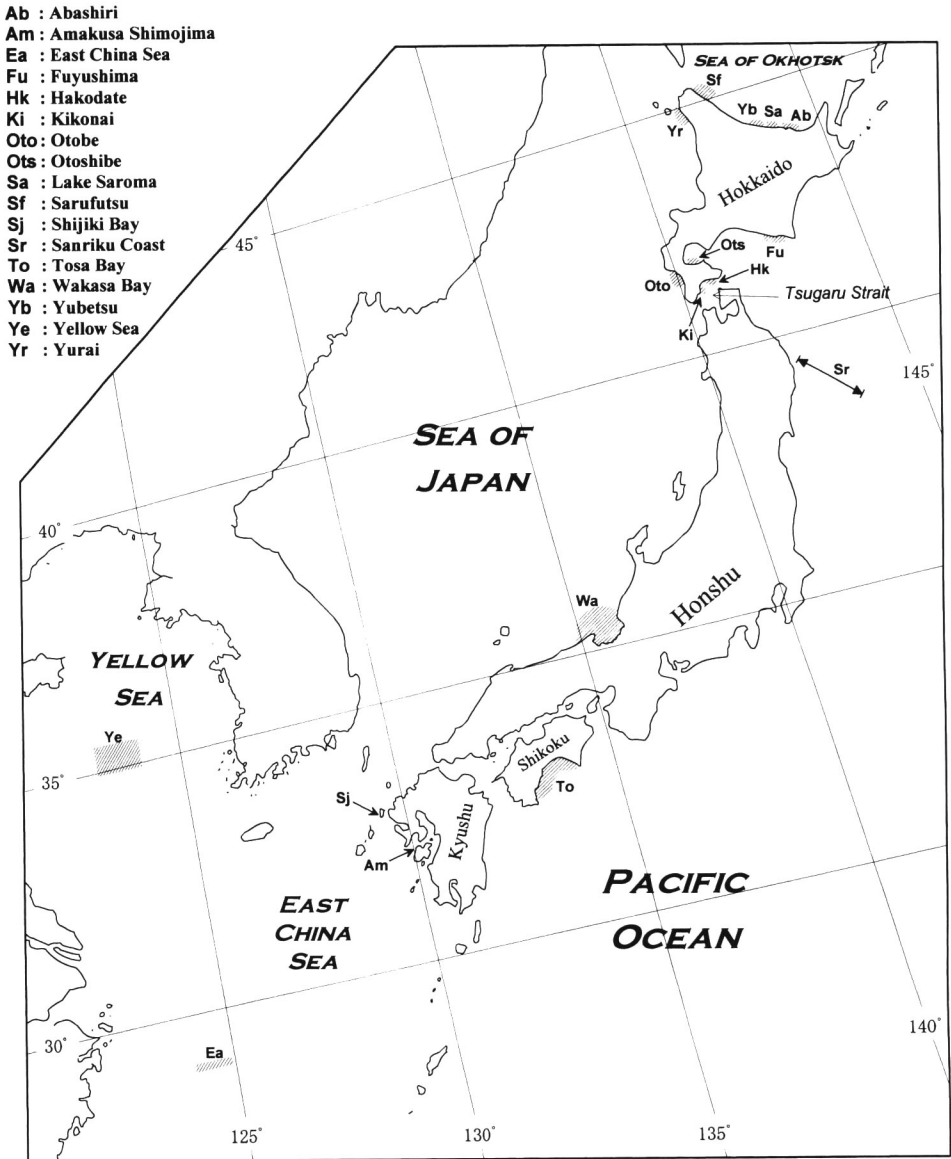 Ab : Abashiri
Am : Amakusa Shimojima
Ea : East China Sea
Fu : Fuyushima
Hk : Hakodate
Ki : Kikonai
Oto : Otobe
Ots : Otoshibe
Sa : Lake Saroma
Sf : Sarufutsu
Sj : Shijiki Bay
Sr : Sanriku Coast
To : Tosa Bay
Wa : Wakasa Bay
Yb : Yubetsu
Ye : Yellow Sea
Yr : Yurai
SEA OF OKHOTSK
Sf
Yb Sa Ab
Yr
Hokkaido
45°
Ots
Fu
Hk
Oto
Tsugaru Strait
Ki
145°
Sr
SEA OF
JAPAN
40°
Wa
Honshu
YELLOW
SEA
Ye
35°
Shikoku
To
Sj
Kyushu
Am
PACIFIC
OCEAN
EAST
CHINA
SEA
30°
Ea
140°
125°
130°
135°